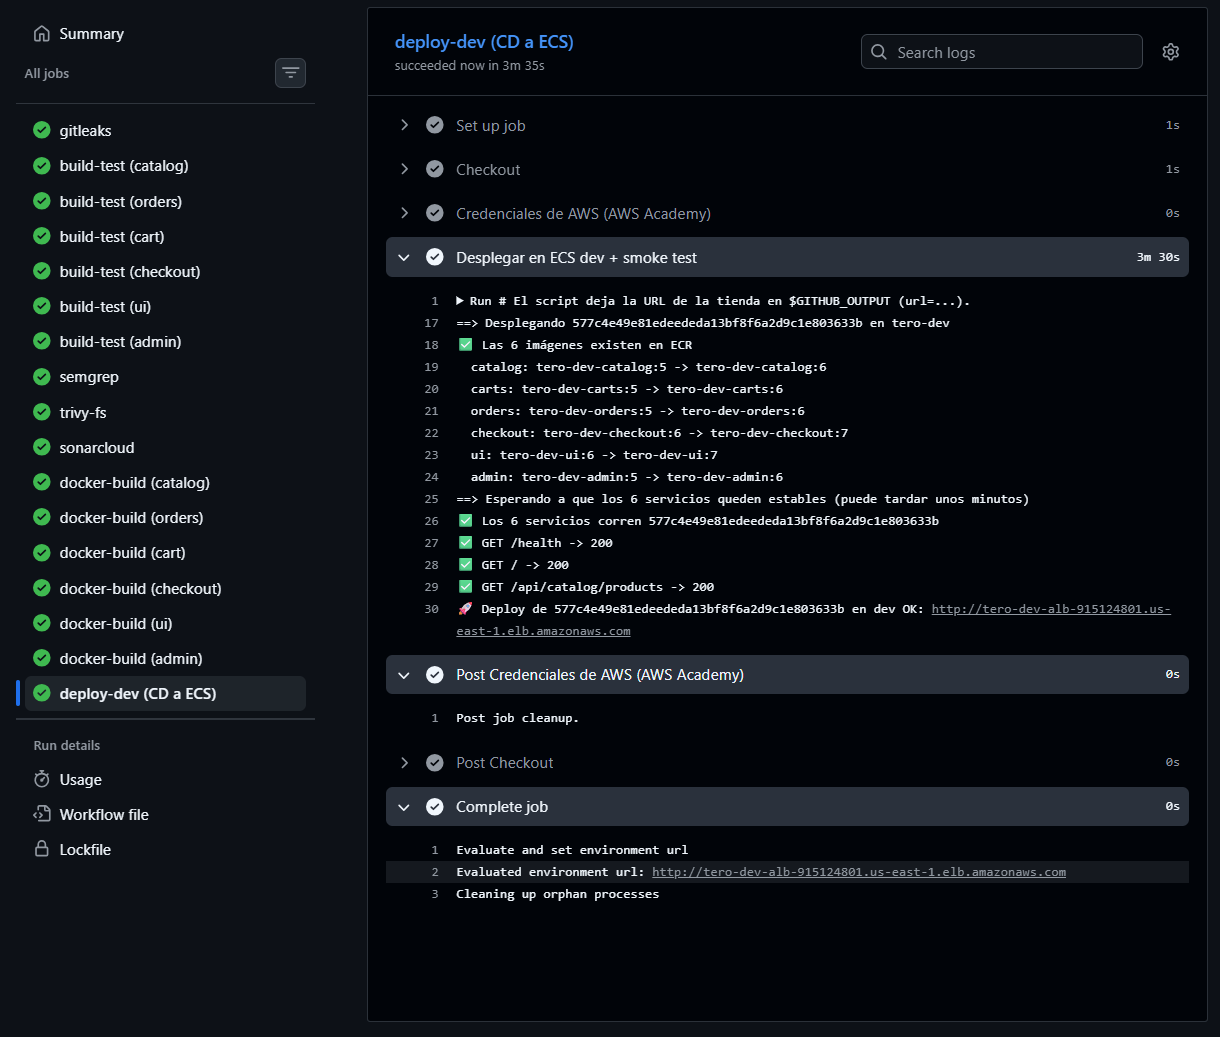 Summary
All jobs
gitleaks
build-test (catalog)
build-test (orders)
build-test (cart)
build-test (checkout)
build-test (ui)
build-test (admin)
semgrep
trivy-fs
sonarcloud
docker-build (catalog)
docker-build (orders)
docker-build (cart)
docker-build (checkout)
docker-build (ui)
docker-build (admin)
deploy-dev (CD a ECS)
Run details
Usage
Workflow file
Lockfile
deploy-dev (CD a ECS)
succeeded now in 3m 35s
Search logs
Set up job 1s
Checkout 1s
Credenciales de AWS (AWS Academy) 0s
Desplegar en ECS dev + smoke test 3m 30s
1 Run # El script deja la URL de la tienda en $GITHUB_OUTPUT (url=...).
17 ==> Desplegando 577c4e49e81edeededa13bf8f6a2d9c1e803633b en tero-dev
18 ✅ Las 6 imágenes existen en ECR
19 catalog: tero-dev-catalog:5 -> tero-dev-catalog:6
20 carts: tero-dev-carts:5 -> tero-dev-carts:6
21 orders: tero-dev-orders:5 -> tero-dev-orders:6
22 checkout: tero-dev-checkout:6 -> tero-dev-checkout:7
23 ui: tero-dev-ui:6 -> tero-dev-ui:7
24 admin: tero-dev-admin:5 -> tero-dev-admin:6
25 ==> Esperando a que los 6 servicios queden estables (puede tardar unos minutos)
26 ✅ Los 6 servicios corren 577c4e49e81edeededa13bf8f6a2d9c1e803633b
27 ✅ GET /health -> 200
28 ✅ GET / -> 200
29 ✅ GET /api/catalog/products -> 200
30 🚀 Deploy de 577c4e49e81edeededa13bf8f6a2d9c1e803633b en dev OK: http://tero-dev-alb-915124801.us-
east-1.elb.amazonaws.com
Post Credenciales de AWS (AWS Academy) 0s
1 Post job cleanup.
Post Checkout 0s
Complete job 0s
1 Evaluate and set environment url
2 Evaluated environment url: http://tero-dev-alb-915124801.us-east-1.elb.amazonaws.com
3 Cleaning up orphan processes